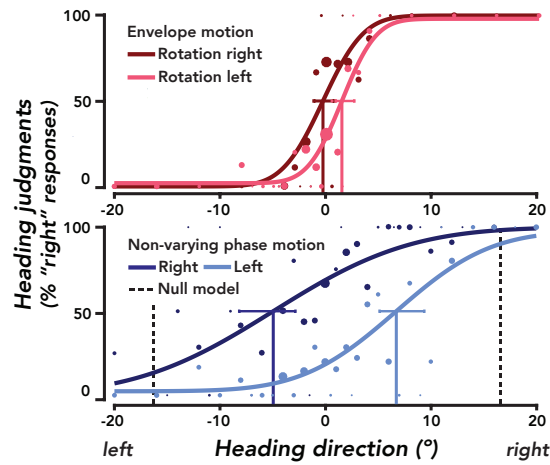 Heading judgments
(% “right” responses)
100
50
0
Envelope motion
Rotation right
Rotation left
-20 -10 0 10 20
100
50
0
Non-varying phase motion
Right Left
Null model
-20 -10 0 10 20
left Heading direction (º) right